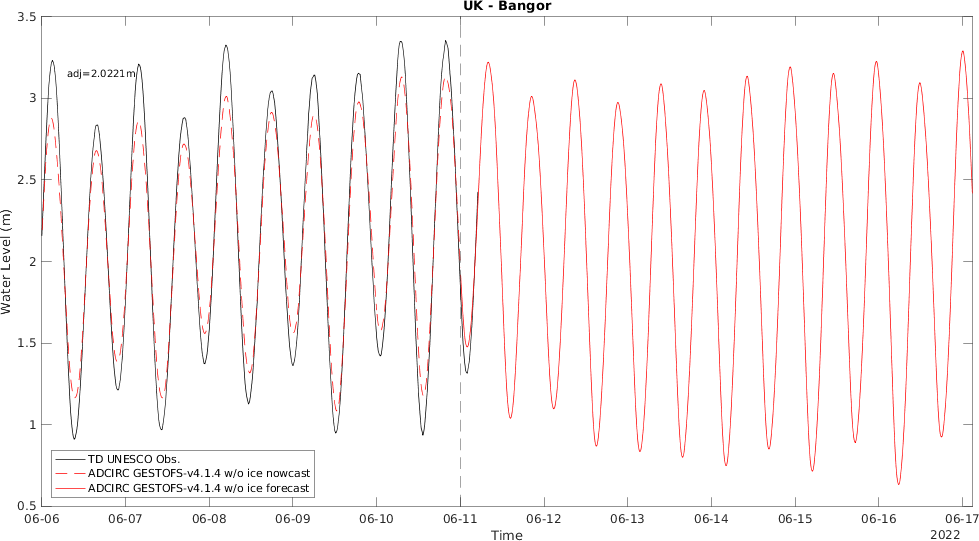 UK - Bangor
3.5
3
2.5
2
1.5
1
0.5
Water Level (m)
adj=2.0221m
TD UNESCO Obs.
ADCIRC GESTOFS-v4.1.4 w/o ice nowcast
ADCIRC GESTOFS-v4.1.4 w/o ice forecast
06-06 06-07 06-08 06-09 06-10 06-11 06-12 06-13 06-14 06-15 06-16 06-17
Time
2022